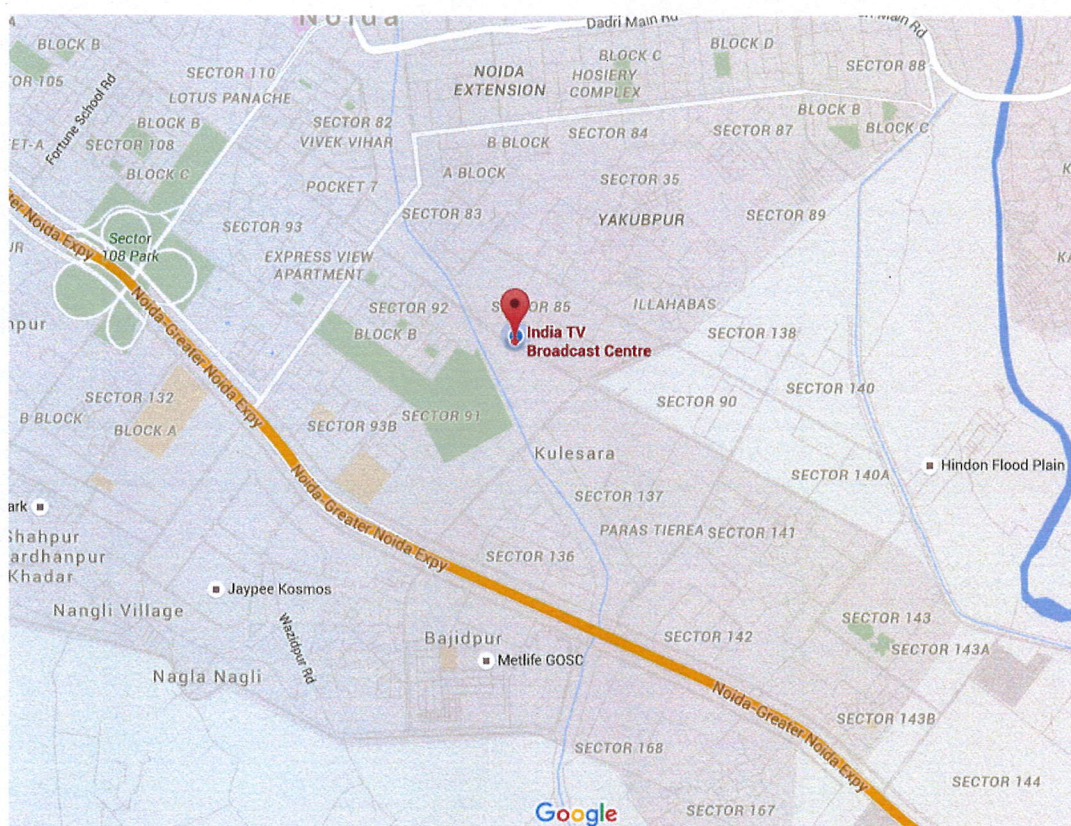 Noida
Dadri Main Rd
Main Rd
BLOCK B
BLOCK D
BLOCK C
SECTOR 110
NOIDA
EXTENSION
HOSIERY
COMPLEX
SECTOR 88
LOTUS PANACHE
Fortune School Rd
BLOCK B
SECTOR 82
VIVEK VIHAR
BLOCK B
BLOCK C
SECTOR 84
SECTOR 87
B BLOCK
SECTOR 108
BLOCK C
POCKET 7
A BLOCK
SECTOR 35
SECTOR 83
YAKUBPUR
SECTOR 89
SECTOR 93
Noida Expy
Sector
108 Park
EXPRESS VIEW
APARTMENT
SECTOR 92
SECTOR 85
ILLAHABAS
Noida-Greater Noida Expy
BLOCK B
India TV
Broadcast Centre
SECTOR 138
SECTOR 132
SECTOR 140
B BLOCK
BLOCK A
SECTOR 93B
SECTOR 91
SECTOR 90
Kulesara
Hindon Flood Plain
SECTOR 140A
Noida-Greater Noida Expy
SECTOR 137
PARAS TIEREA
SECTOR 141
Shahpur
ardhanpur
Khadar
SECTOR 136
Jaypee Kosmos
Nangli Village
Wazidpur Rd
Bajidpur
SECTOR 142
SECTOR 143
SECTOR 143A
Metlife GOSC
Nagla Nagli
Noida-Greater Noida Expy
SECTOR 143B
SECTOR 168
SECTOR 144
Google
SECTOR 167